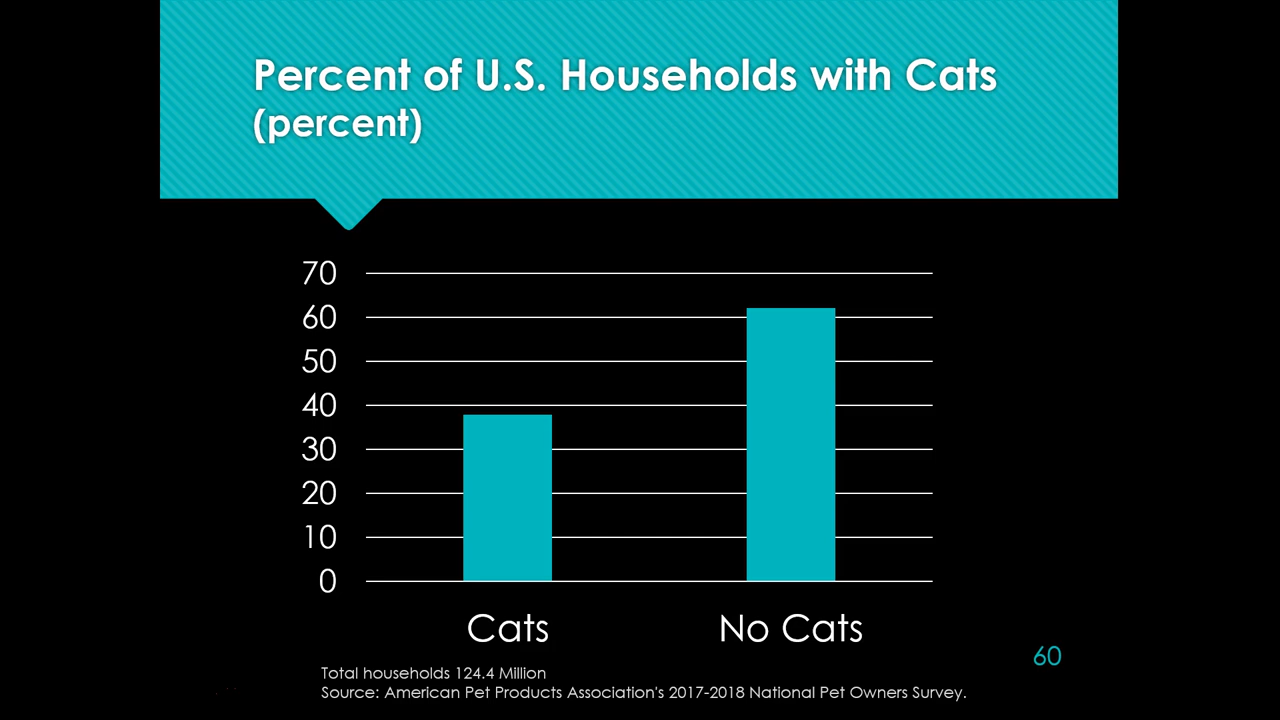 Percent of U.S. Households with Cats
(percent)
70
60
50
40
30
20
10
0
Cats
No Cats
60
Total households 124.4 Million
Source: American Pet Products Association's 2017-2018 National Pet Owners Survey.